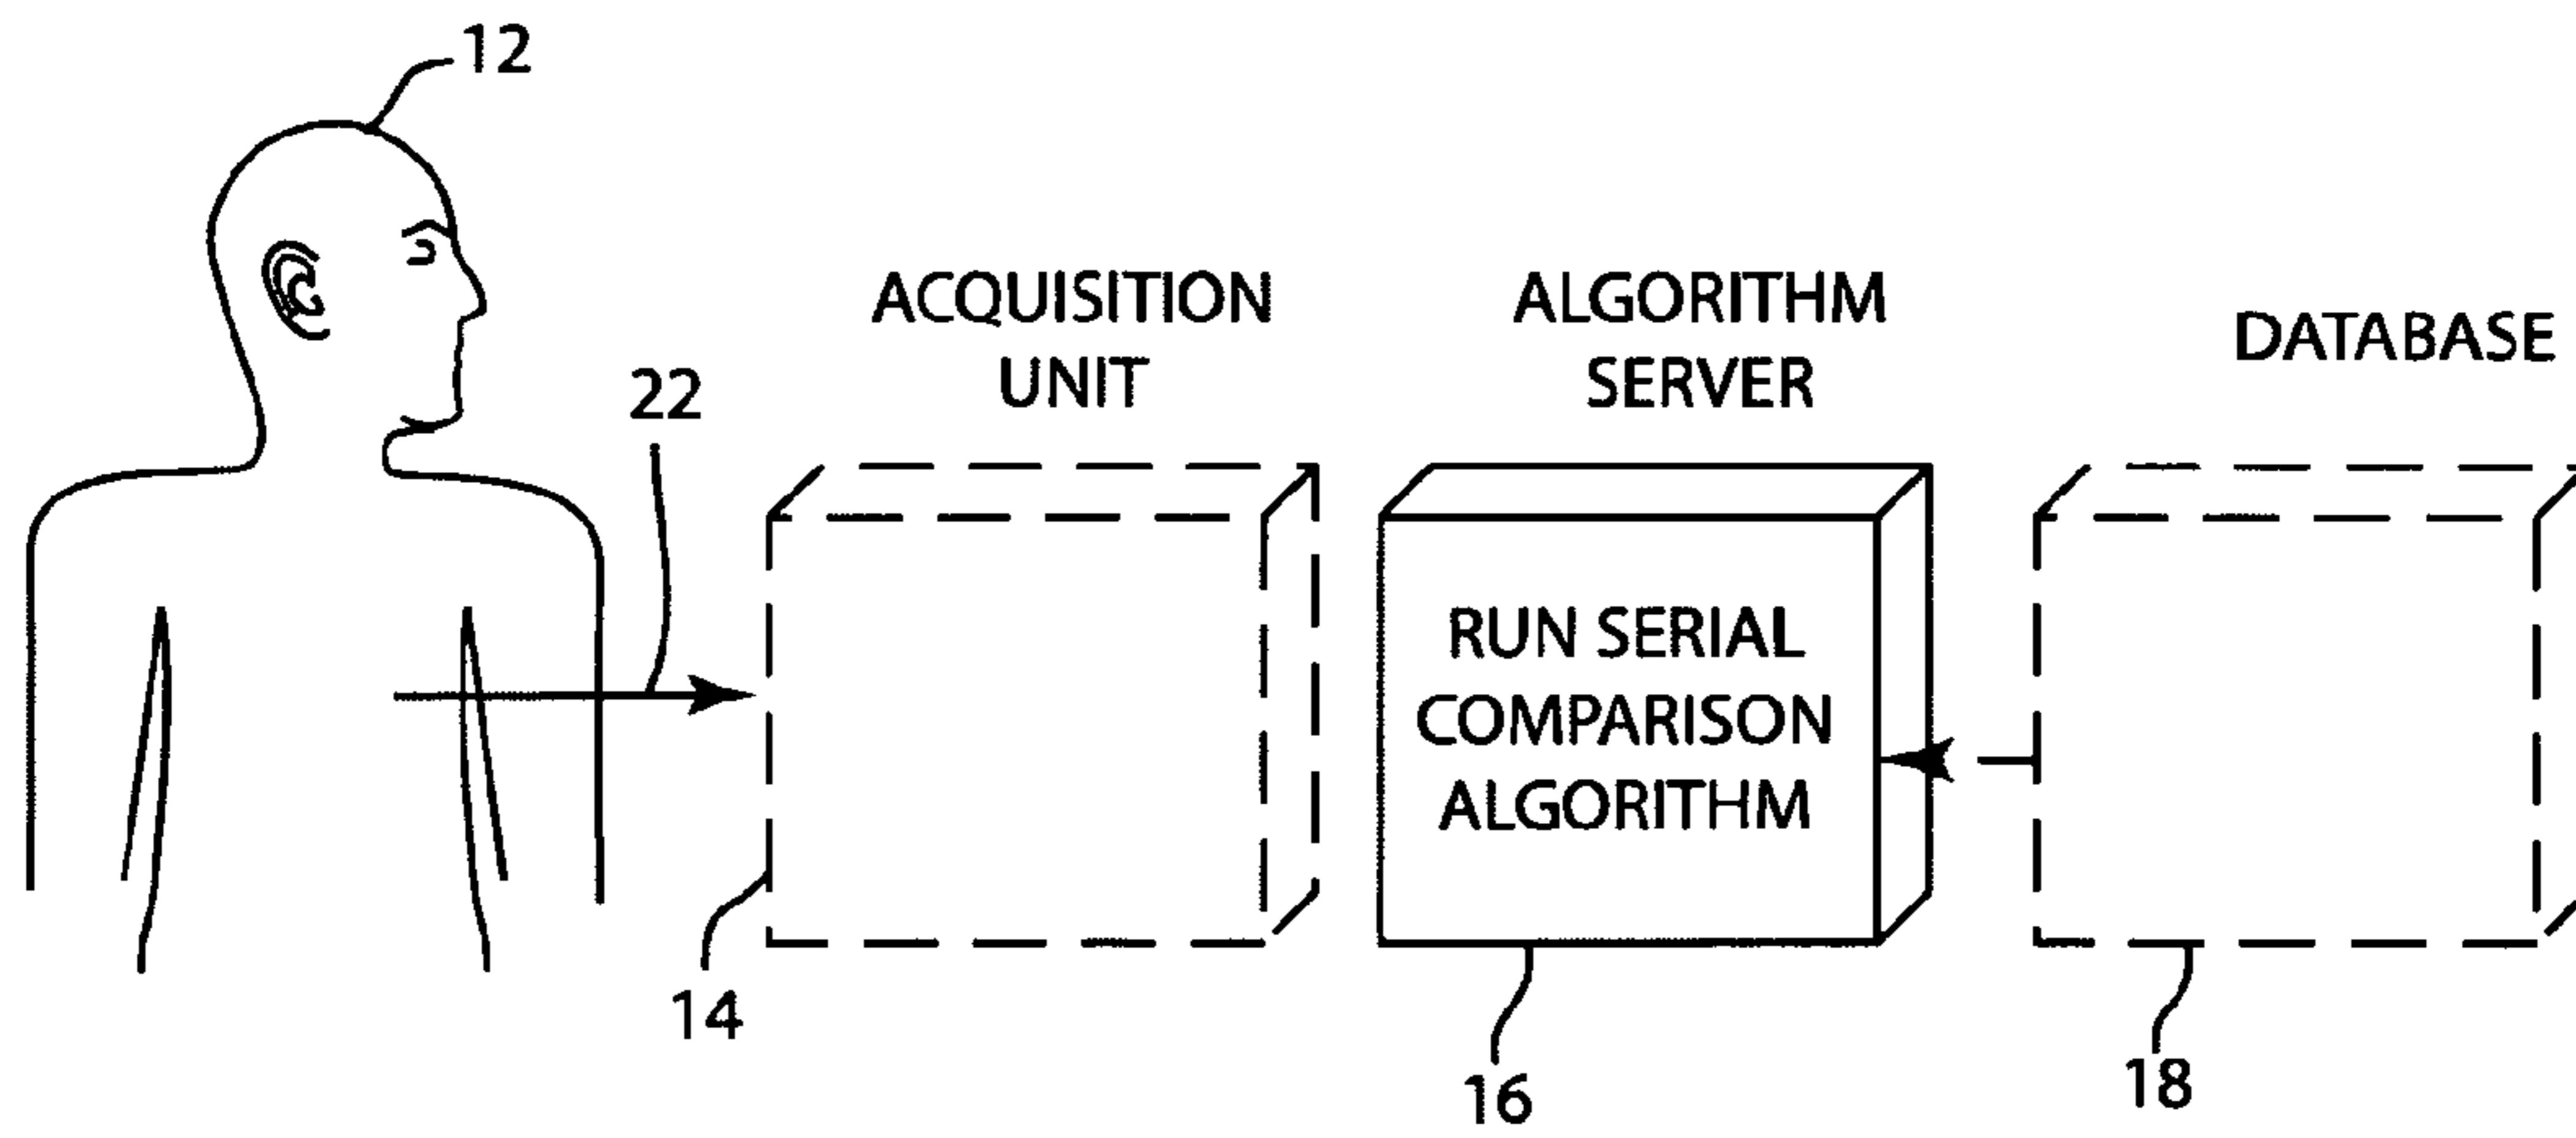 12
22
ACQUISITION
UNIT
ALGORITHM
SERVER
DATABASE
RUN SERIAL
COMPARISON
ALGORITHM
14
16
18